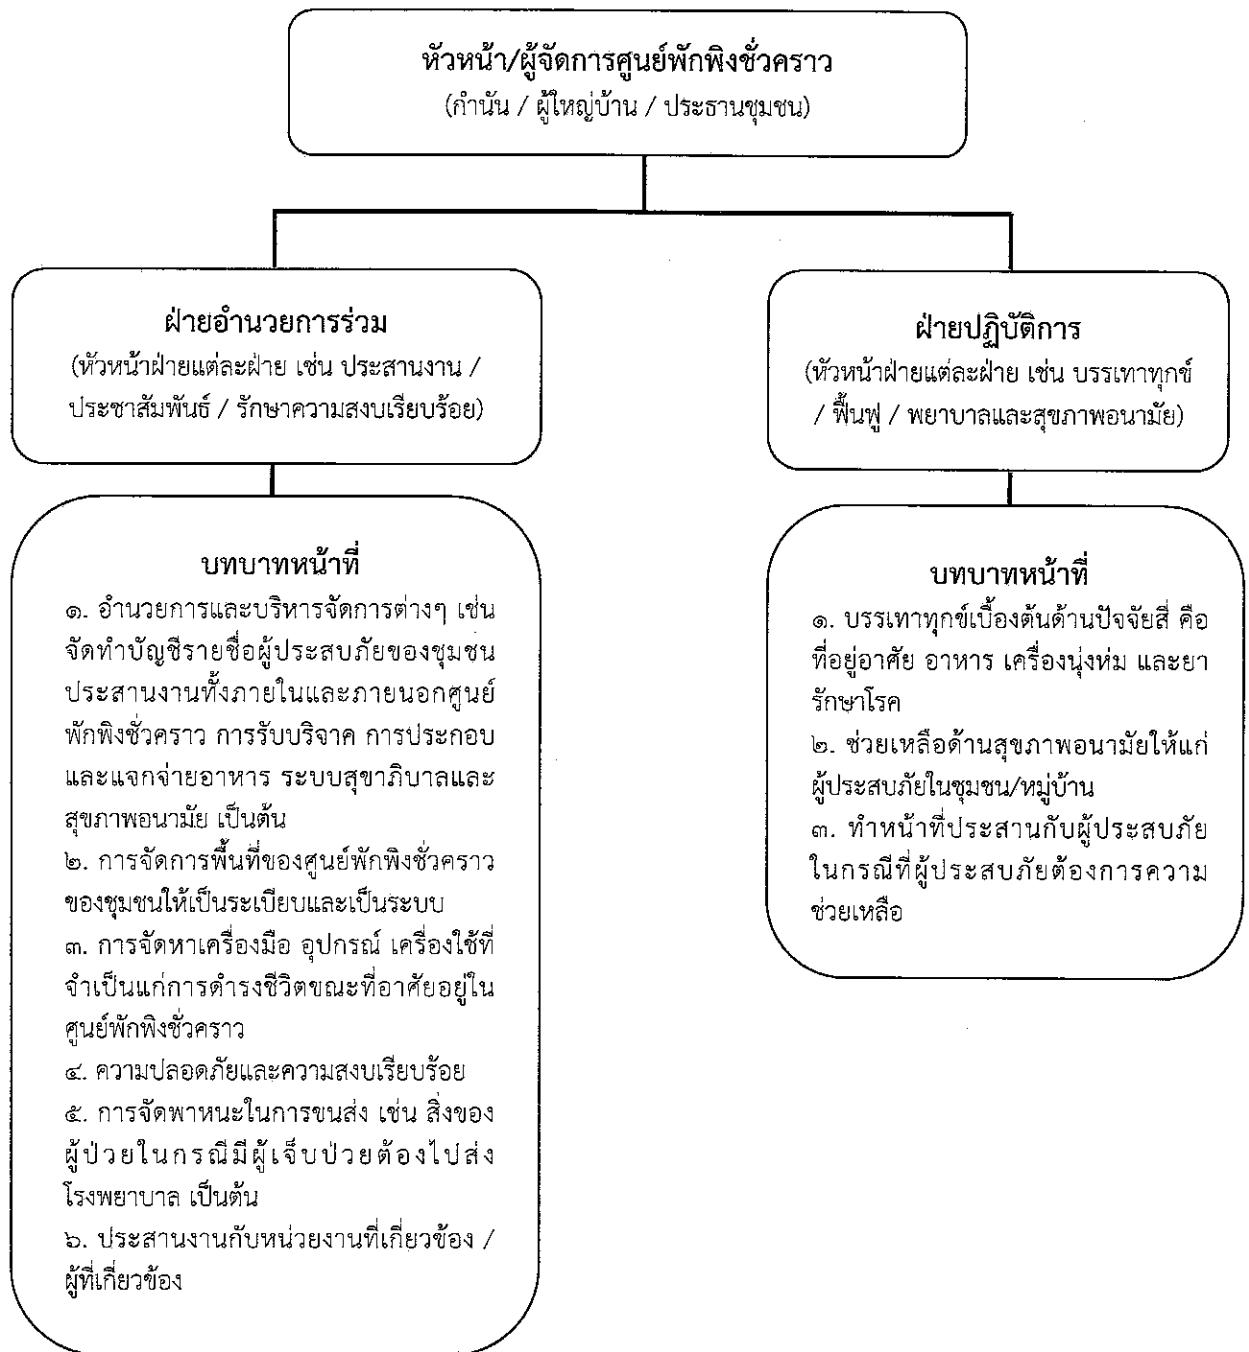 หัวหน้า/ผู้จัดการศูนย์พักพิงชั่วคราว
(กำนัน / ผู้ใหญ่บ้าน / ประธานชุมชน)
ฝ่ายอำนวยการร่วม
(หัวหน้าฝ่ายแต่ละฝ่าย เช่น ประสานงาน /
ประชาสัมพันธ์ / รักษาความสงบเรียบร้อย)
บทบาทหน้าที่
๑. อำนวยการและบริหารจัดการต่างๆ เช่น
จัดทำบัญชีรายชื่อผู้ประสบภัยของชุมชน
ประสานงานทั้งภายในและภายนอกศูนย์
พักพิงชั่วคราว การรับบริจาค การประกอบ
และแจกจ่ายอาหาร ระบบสุขาภิบาลและ
สุขภาพอนามัย เป็นต้น
๒. การจัดการพื้นที่ของศูนย์พักพิงชั่วคราว
ของชุมชนให้เป็นระเบียบและเป็นระบบ
๓. การจัดหาเครื่องมือ อุปกรณ์ เครื่องใช้ที่
จำเป็นแก่การดำรงชีวิตขณะที่อาศัยอยู่ใน
ศูนย์พักพิงชั่วคราว
๔. ความปลอดภัยและความสงบเรียบร้อย
๕. การจัดพาหนะในการขนส่ง เช่น สิ่งของ
ผู้ป่วยในกรณีมีผู้เจ็บป่วยต้องไปส่ง
โรงพยาบาล เป็นต้น
๖. ประสานงานกับหน่วยงานที่เกี่ยวข้อง /
ผู้ที่เกี่ยวข้อง
ฝ่ายปฏิบัติการ
(หัวหน้าฝ่ายแต่ละฝ่าย เช่น บรรเทาทุกข์
/ ฟื้นฟู / พยาบาลและสุขภาพอนามัย)
บทบาทหน้าที่
๑. บรรเทาทุกข์เบื้องต้นด้านปัจจัยสี่ คือ
ที่อยู่อาศัย อาหาร เครื่องนุ่งห่ม และยา
รักษาโรค
๒. ช่วยเหลือด้านสุขภาพอนามัยให้แก่
ผู้ประสบภัยในชุมชน/หมู่บ้าน
๓. ทำหน้าที่ประสานกับผู้ประสบภัย
ในกรณีที่ผู้ประสบภัยต้องการความ
ช่วยเหลือ